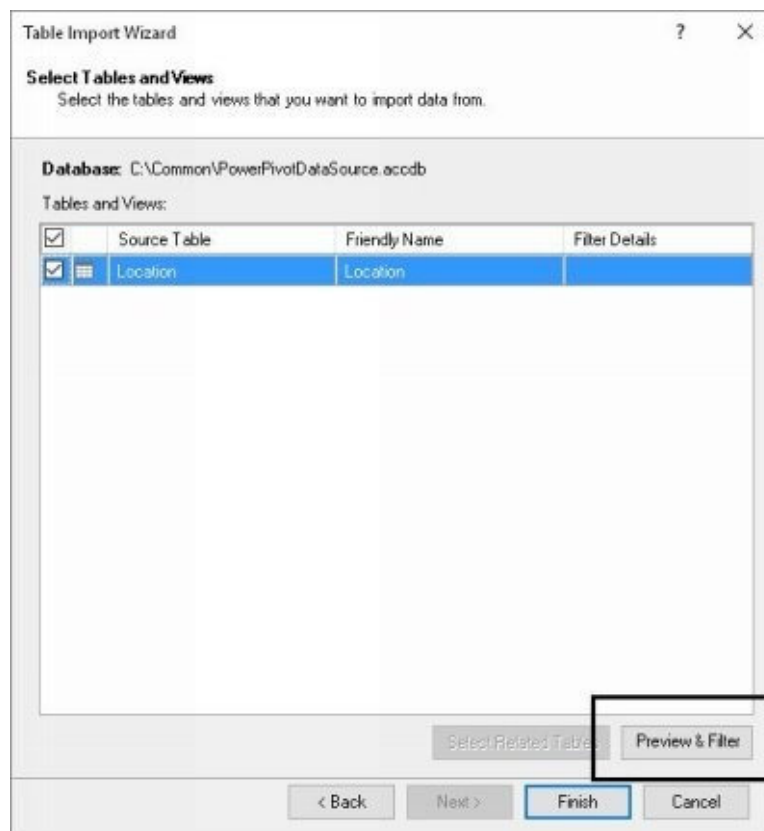 Table Import Wizard ? X
Select Tables and Views
Select the tables and views that you want to import data from.
Database: C:\Common\PowerPivotDataSource.accdb
Tables and Views:
Source Table Friendly Name Filter Details
Location Location
Select Related Tables Preview & Filter
< Back Next > Finish Cancel